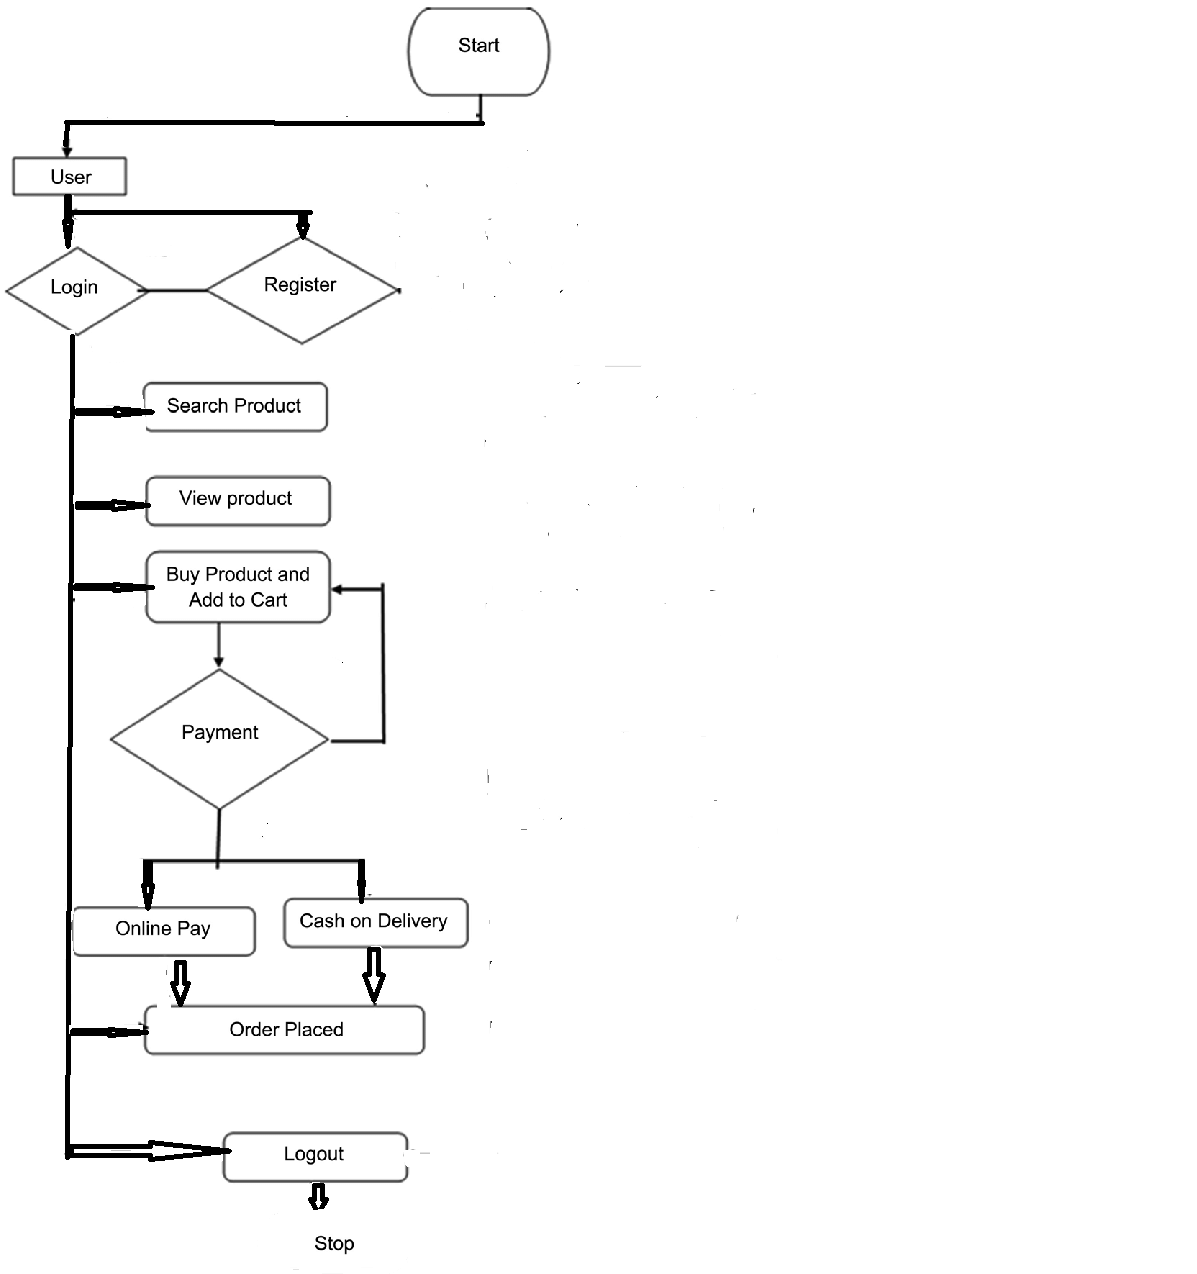 Start
User
Login
Register
Search Product
View product
Buy Product and
Add to Cart
Payment
Online Pay
Cash on Delivery
Order Placed
Logout
Stop